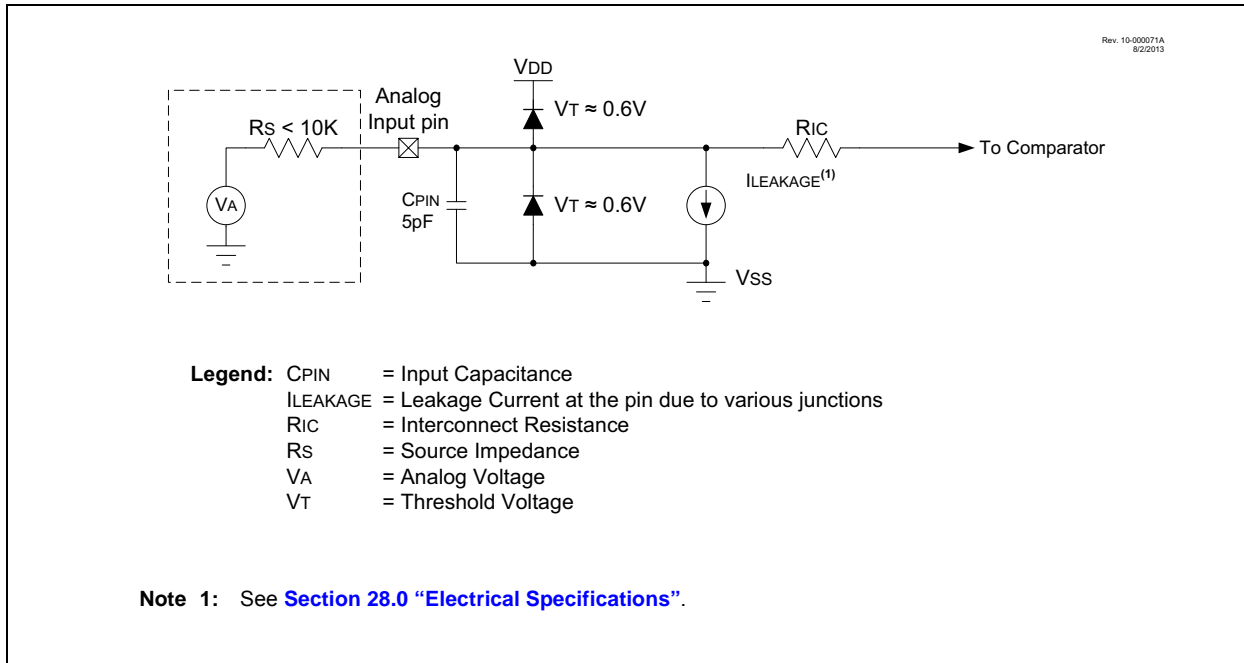 Rev. 10-000071A
8/2/2013
VDD
Analog
Input pin
VT ≈ 0.6V
RS < 10K
RIC
To Comparator
ILEAKAGE(1)
VA
CPIN
5pF
VT ≈ 0.6V
VSS
Legend: CPIN = Input Capacitance
ILEAKAGE = Leakage Current at the pin due to various junctions
RIC = Interconnect Resistance
RS = Source Impedance
VA = Analog Voltage
VT = Threshold Voltage
Note 1: See Section 28.0 “Electrical Specifications”.